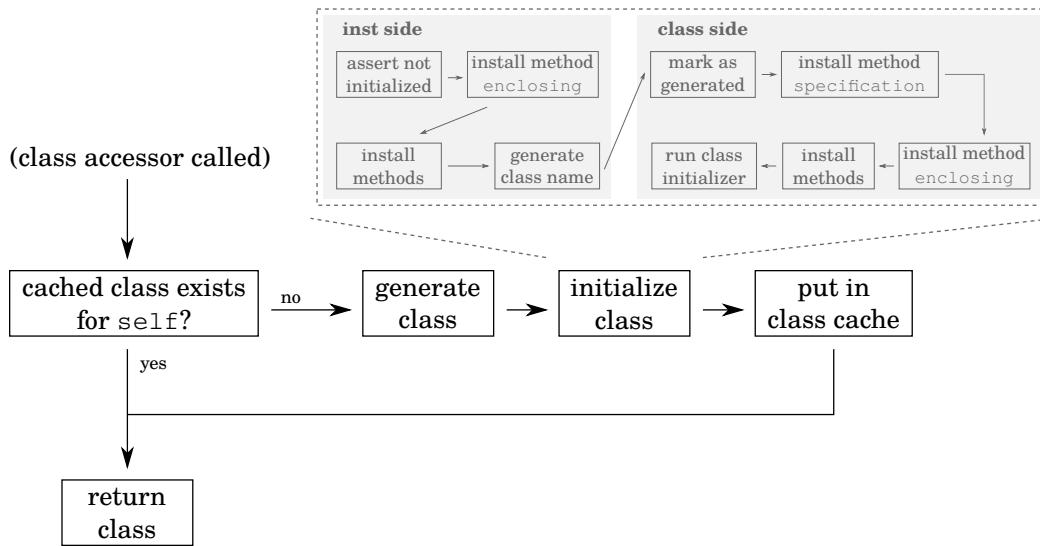 inst side
class side
assert not
initialized
install method
enclosing
mark as
generated
install method
specification
install
methods
generate
class name
run class
initializer
install
methods
install method
enclosing
(class accessor called)
cached class exists
for self?
no
generate
class
initialize
class
put in
class cache
yes
return
class